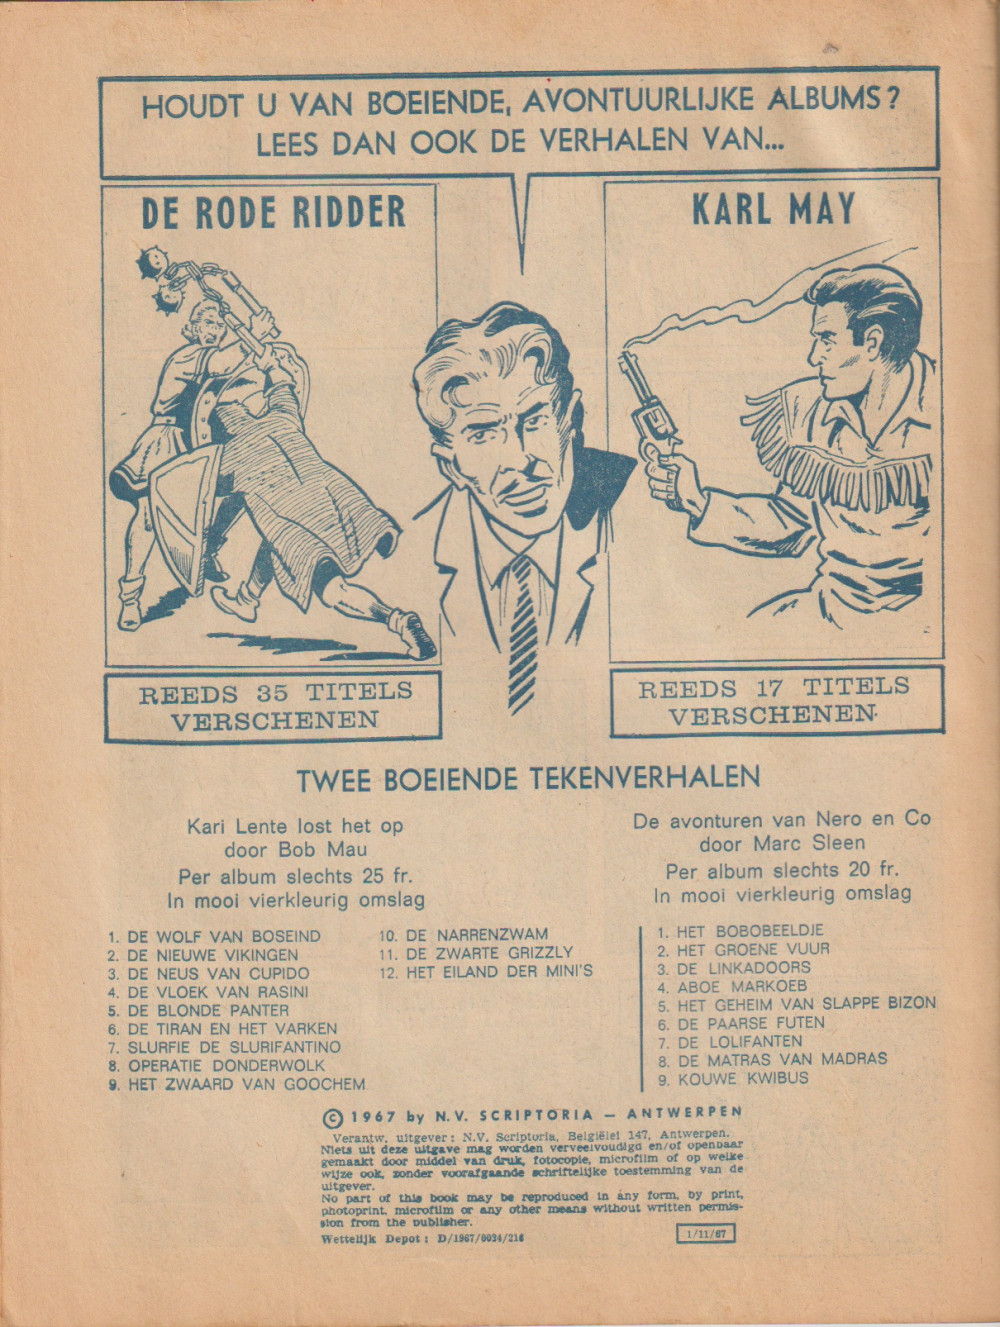 HOUDT U VAN BOEIENDE, AVONTUURLIJKE ALBUMS?
LEES DAN OOK DE VERHALEN VAN...
DE RODE RIDDER
KARL MAY
REEDS 35 TITELS
VERSCHENEN
REEDS 17 TITELS
VERSCHENEN
TWEE BOEIENDE TEKENVERHALEN
Kari Lente lost het op
door Bob Mau
Per album slechts 25 fr.
In mooi vierkleurig omslag
1. DE WOLF VAN BOSEIND
2. DE NIEUWE VIKINGEN
3. DE NEUS VAN CUPIDO
4. DE VLOEK VAN RASINI
5. DE BLONDE PANTER
6. DE TIRAN EN HET VARKEN
7. SLURFIE DE SLURIFANTINO
8. OPERATIE DONDERWOLK
9. HET ZWAARD VAN GOOCHEM
10. DE NARRENZWAM
11. DE ZWARTE GRIZZLY
12. HET EILAND DER MINI'S
De avonturen van Nero en Co
door Marc Sleen
Per album slechts 20 fr.
In mooi vierkleurig omslag
1. HET BOBOBEELDJE
2. HET GROENE VUUR
3. DE LINKADOORS
4. ABOE MARKOEB
5. HET GEHEIM VAN SLAPPE BIZON
6. DE PAARSE FUTEN
7. DE LOLIFANTEN
8. DE MATRAS VAN MADRAS
9. KOUWE KWIBUS
© 1967 by N.V. SCRIPTORIA — ANTWERPEN
Verantw. uitgever: N.V. Scriptoria, Belgiëlei 147, Antwerpen.
Niets uit deze uitgave mag worden verveelvoudigd en/of openbaar
gemaakt door middel van druk, fotocopie, microfilm of op welke
wijze ook, zonder voorafgaande schriftelijke toestemming van de
uitgever.
No part of this book may be reproduced in any form, by print,
photoprint, microfilm or any other means without written permis-
sion from the publisher.
Wettelijk Depot: D/1967/0034/216
1/11/67